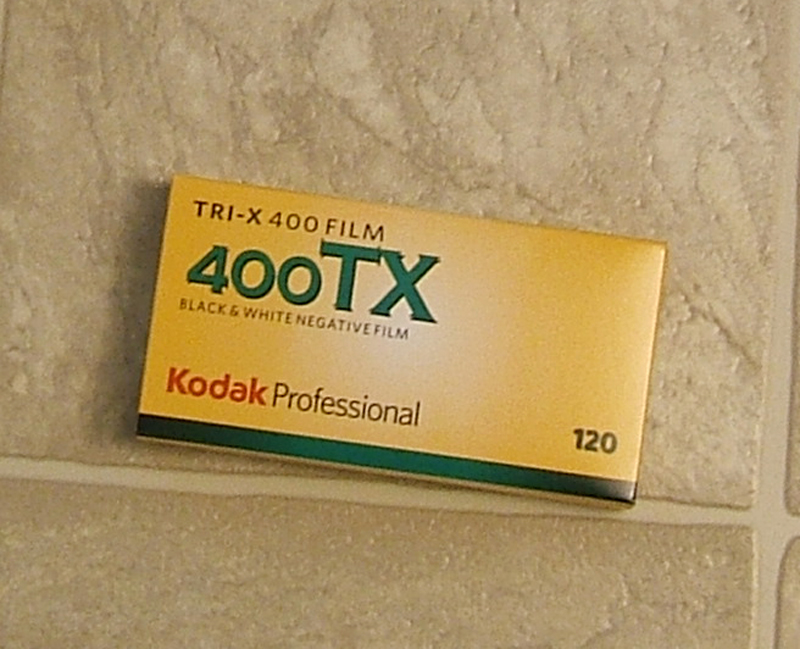 TRI-X 400 FILM
400TX
BLACK & WHITE NEGATIVE FILM
Kodak Professional
120